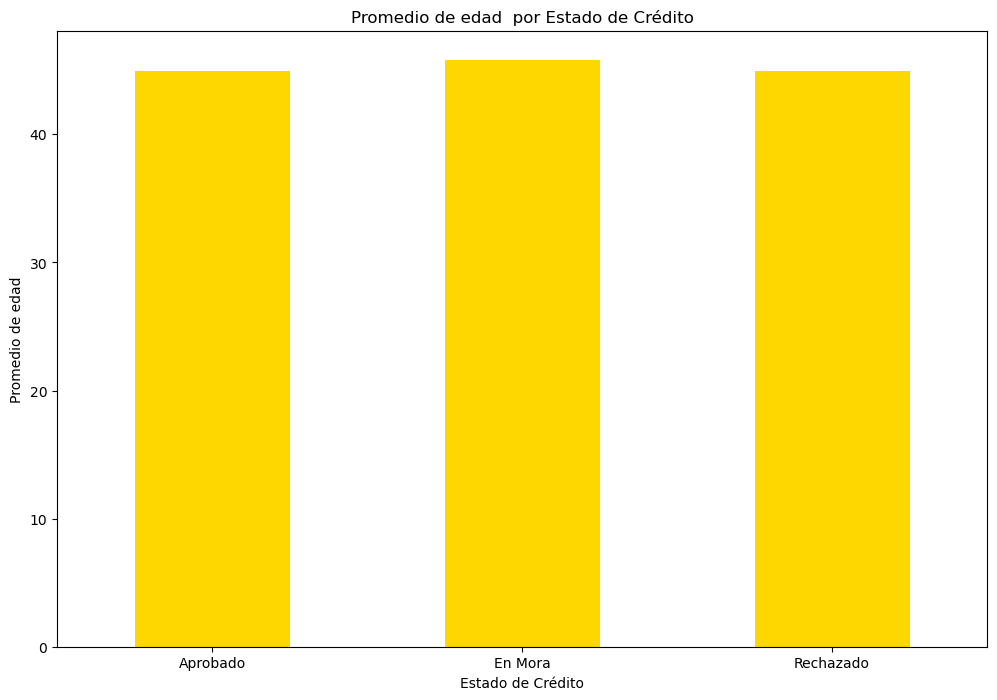 Promedio de edad  por Estado de Crédito
Promedio de edad
40
30
20
10
0
Aprobado
En Mora
Rechazado
Estado de Crédito